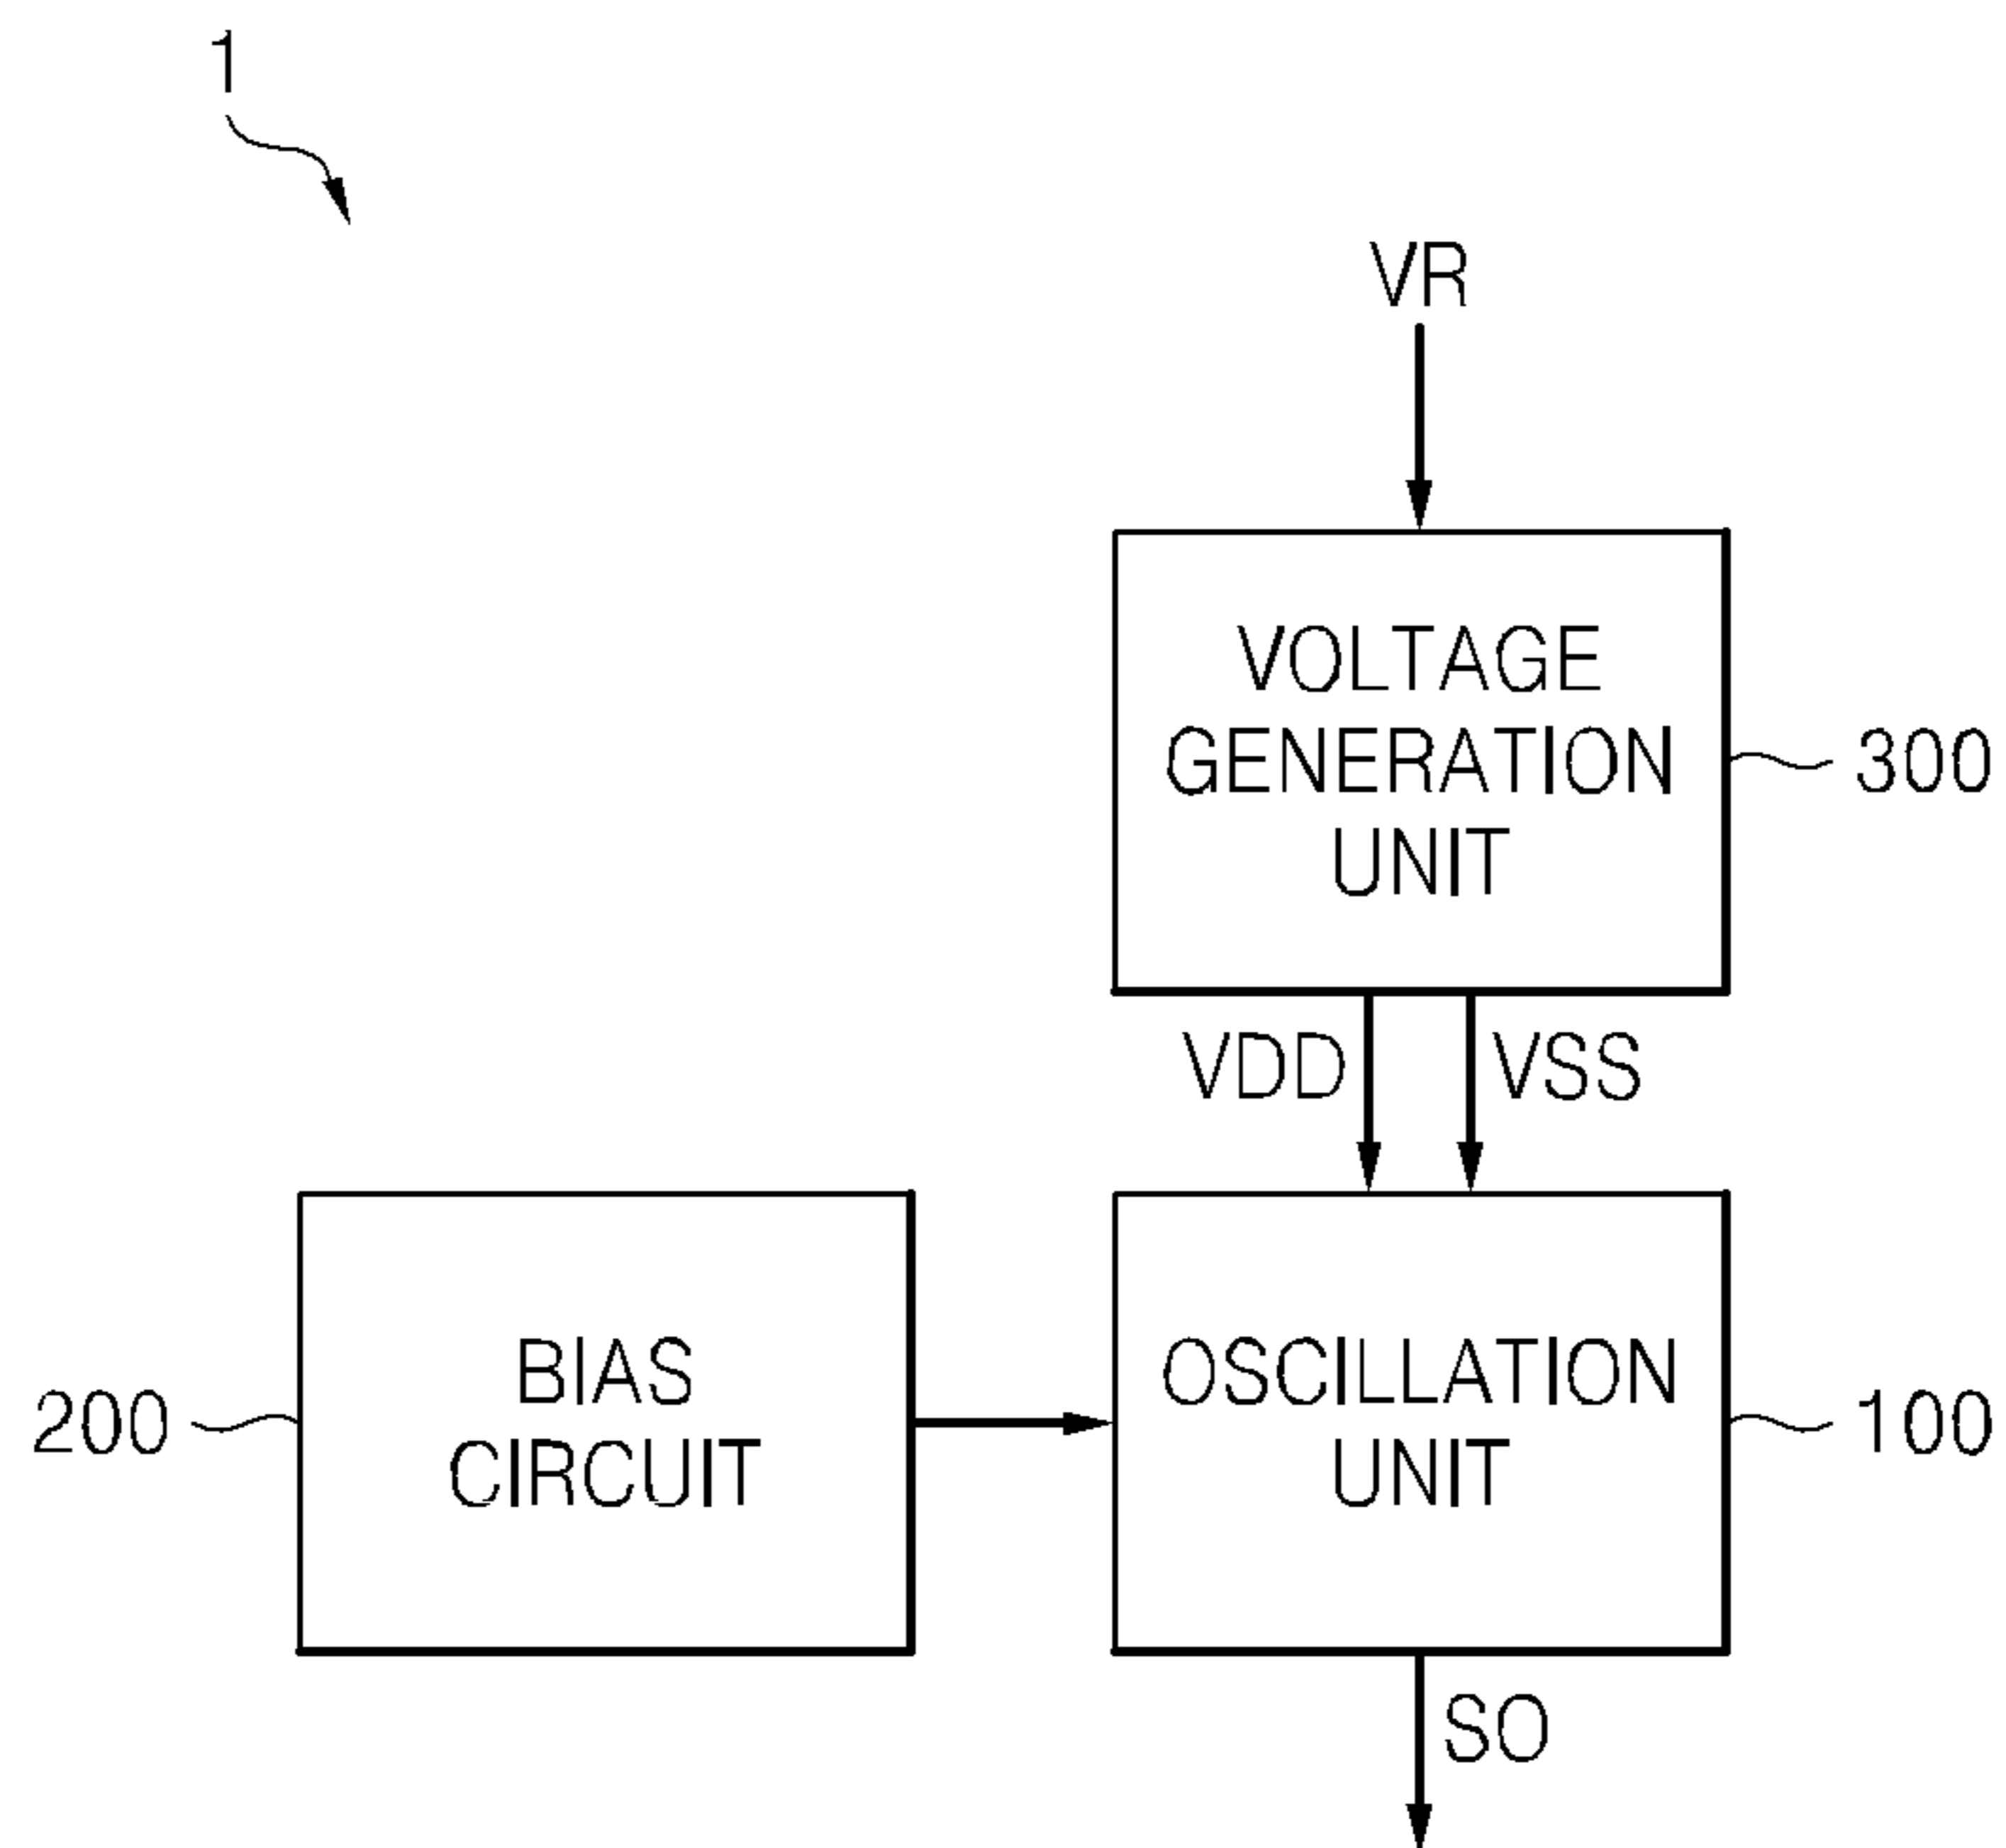 1
VR
VOLTAGE
GENERATION
UNIT
300
VDD
VSS
BIAS
CIRCUIT
200
OSCILLATION
UNIT
100
SO